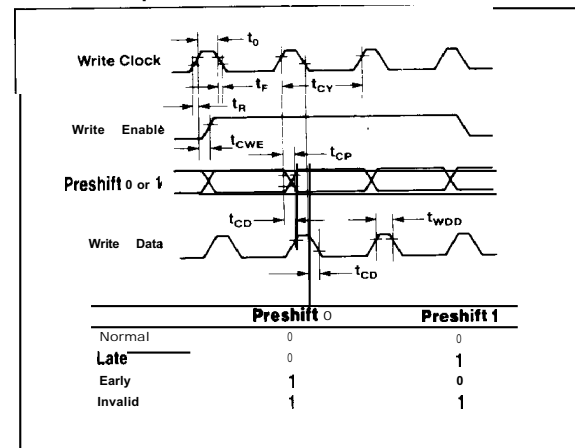 t0
Write Clock
tF
tCY
tR
Write Enable
tCWE
tCP
Preshift 0 or 1
tCD
tWDD
Write Data
tCD
Preshift 0 Preshift 1
Normal 0 0
Late 0 1
Early 1 0
Invalid 1 1